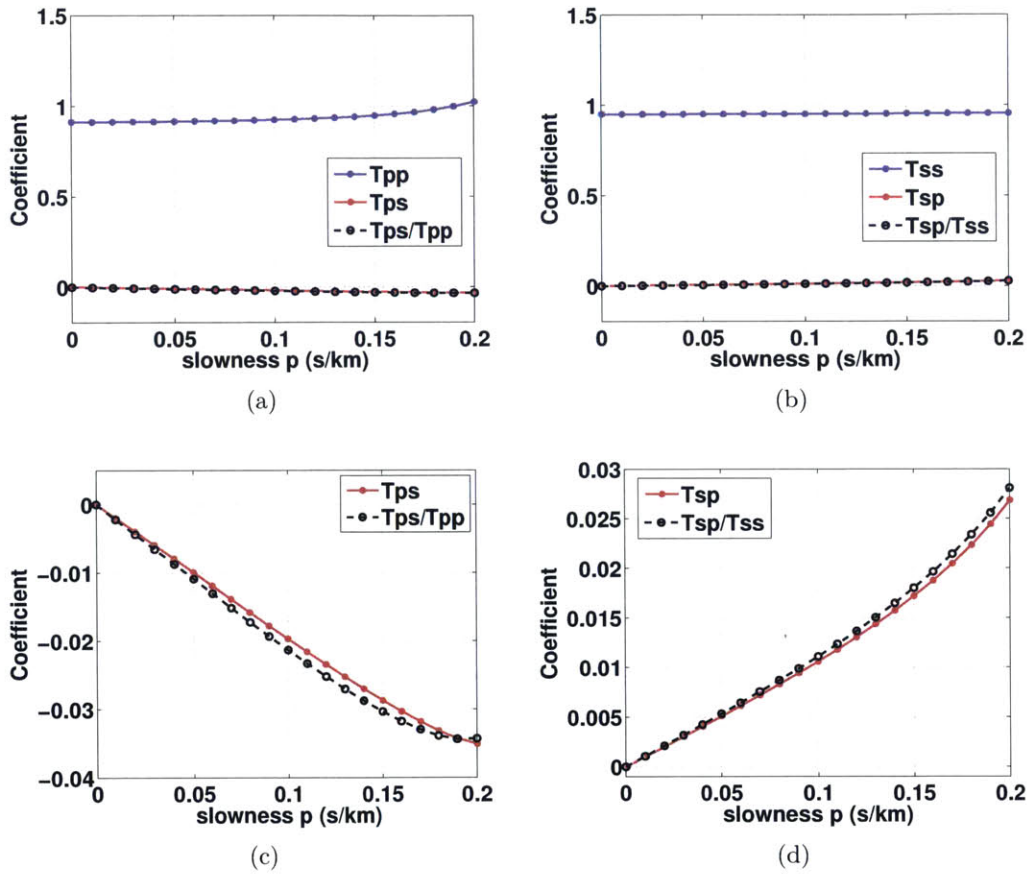 1.5
1
0.5
0
Coefficient
Tpp
Tps
Tps/Tpp
0 0.05 0.1 0.15 0.2
slowness p (s/km)
(a)
1.5
1
0.5
0
Coefficient
Tss
Tsp
Tsp/Tss
0 0.05 0.1 0.15 0.2
slowness p (s/km)
(b)
0
−0.01
−0.02
−0.03
−0.04
Coefficient
Tps
Tps/Tpp
0 0.05 0.1 0.15 0.2
slowness p (s/km)
(c)
0.03
0.025
0.02
0.015
0.01
0.005
0
Coefficient
Tsp
Tsp/Tss
0 0.05 0.1 0.15 0.2
slowness p (s/km)
(d)